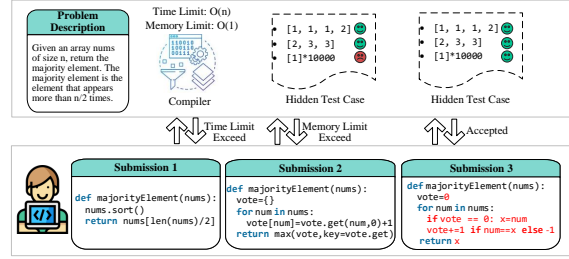 Problem
Description
Given an array nums
of size n, return the
majority element. The
majority element is the
element that appears
more than n/2 times.
Time Limit: O(n)
Memory Limit: O(1)
110010
00101
00111
Compiler
[1, 1, 1, 2]
[2, 3, 3]
[1]*10000
Hidden Test Case
[1, 1, 1, 2]
[2, 3, 3]
[1]*10000
Hidden Test Case
Time Limit
Exceed
Memory Limit
Exceed
Accepted
</>
Submission 1
def majorityElement(nums):
nums.sort()
return nums[len(nums)/2]
Submission 2
def majorityElement(nums):
vote={}
for num in nums:
vote[num]=vote.get(num,0)+1
return max(vote,key=vote.get)
Submission 3
def majorityElement(nums):
vote=0
for num in nums:
if vote == 0: x=num
vote+=1 if num==x else -1
return x